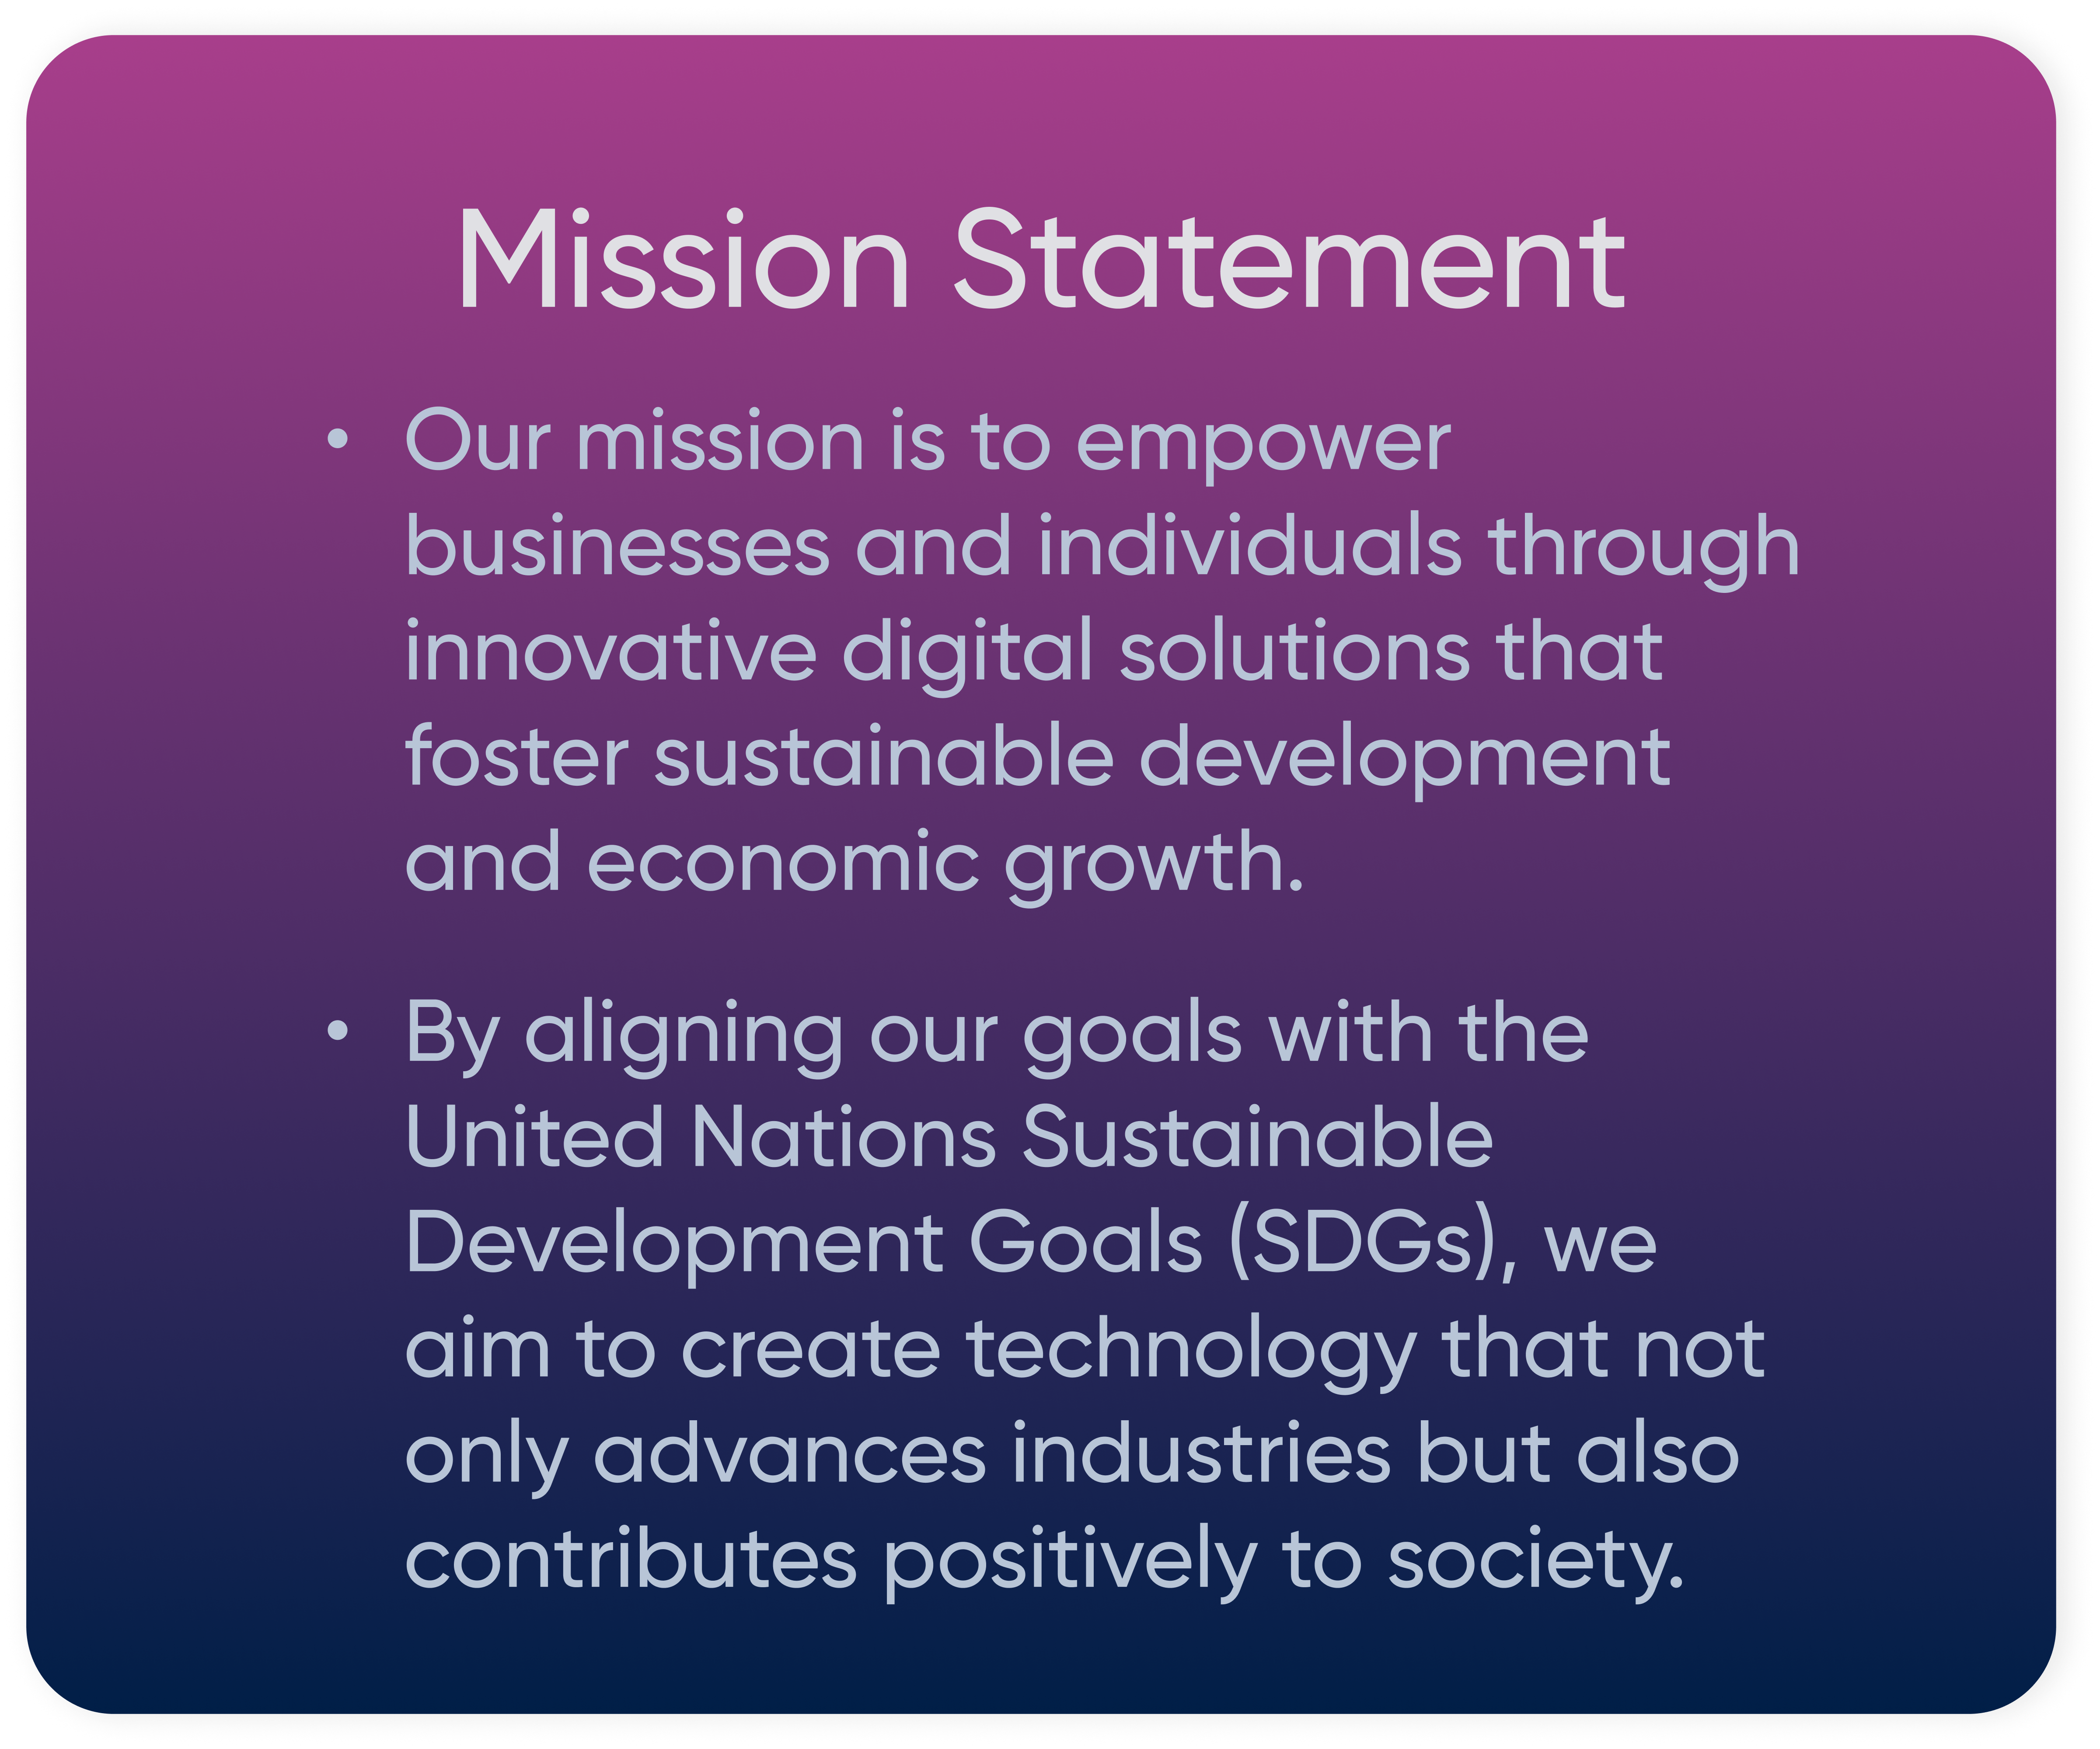 Mission Statement
• Our mission is to empower
businesses and individuals through
innovative digital solutions that
foster sustainable development
and economic growth.
• By aligning our goals with the
United Nations Sustainable
Development Goals (SDGs), we
aim to create technology that not
only advances industries but also
contributes positively to society.